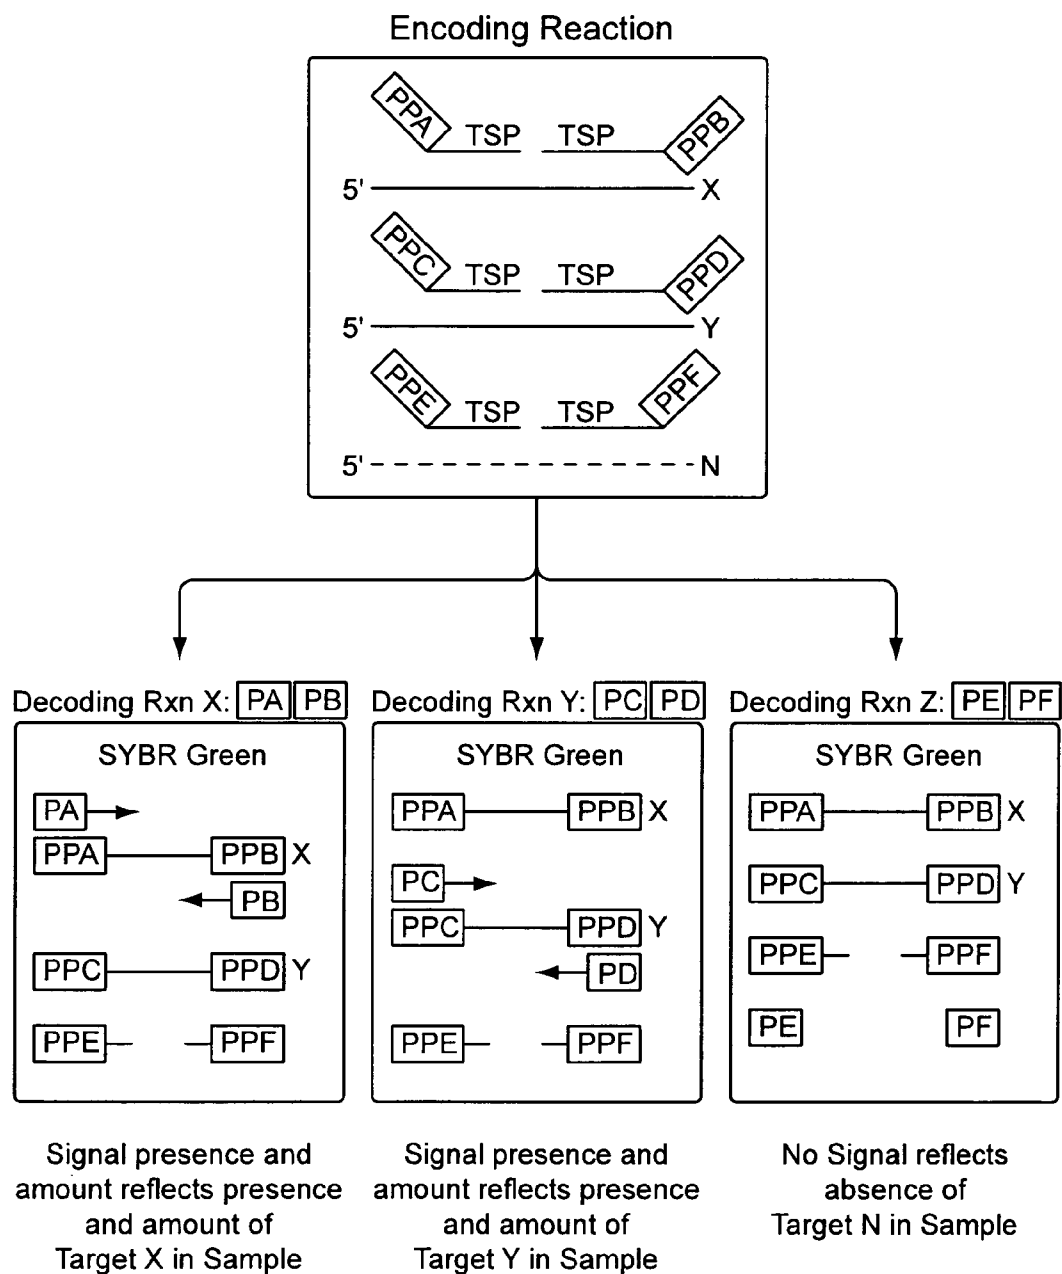 Encoding Reaction
PPA TSP TSP PPB
5' X
PPC TSP TSP PPD
5' Y
PPE TSP TSP PPF
5' N
Decoding Rxn X: PA PB
SYBR Green
PA
PPA PPB X
PB
PPC PPD Y
PPE PPF
Signal presence and
amount reflects presence
and amount of
Target X in Sample
Decoding Rxn Y: PC PD
SYBR Green
PPA PPB X
PC
PPC PPD Y
PD
PPE PPF
Signal presence and
amount reflects presence
and amount of
Target Y in Sample
Decoding Rxn Z: PE PF
SYBR Green
PPA PPB X
PPC PPD Y
PPE PPF
PE PF
No Signal reflects
absence of
Target N in Sample